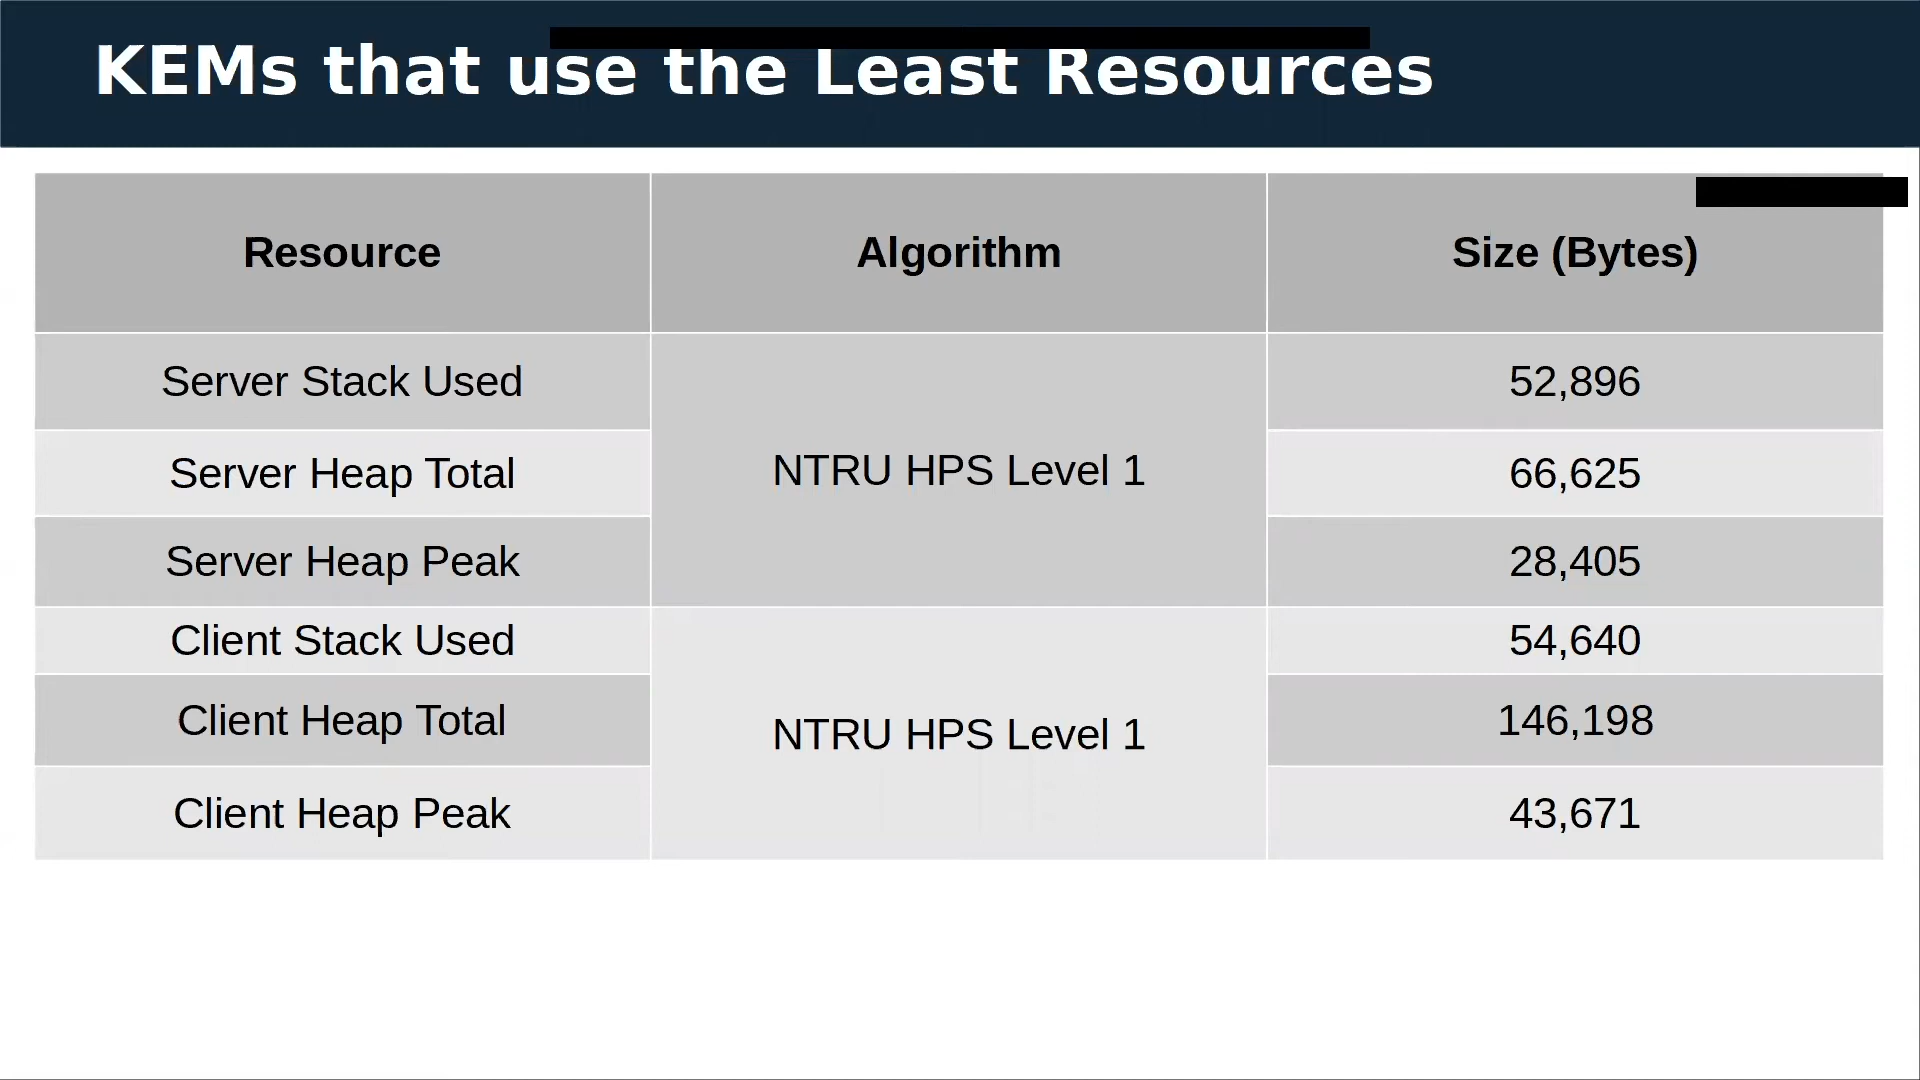 KEMs that use the Least Resources
Resource Algorithm Size (Bytes)
Server Stack Used NTRU HPS Level 1 52,896
Server Heap Total 66,625
Server Heap Peak 28,405
Client Stack Used NTRU HPS Level 1 54,640
Client Heap Total 146,198
Client Heap Peak 43,671